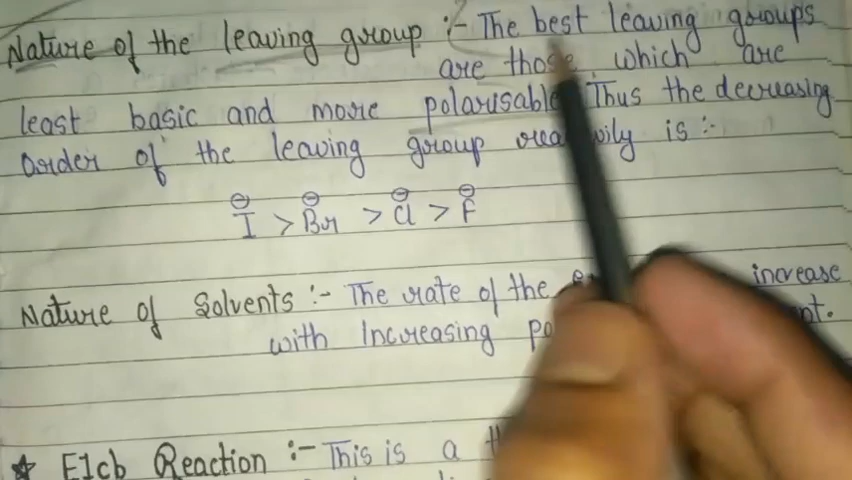 Nature of the leaving group :- The best leaving groups
are those which are
least basic and more polarisable. Thus the decreasing
order of the leaving group is :-
I⊖ > Br⊖ > Cl⊖ > F⊖
Nature of Solvents :- The rate of the increase
with Increasing
★ E1cb Reaction :- This is a